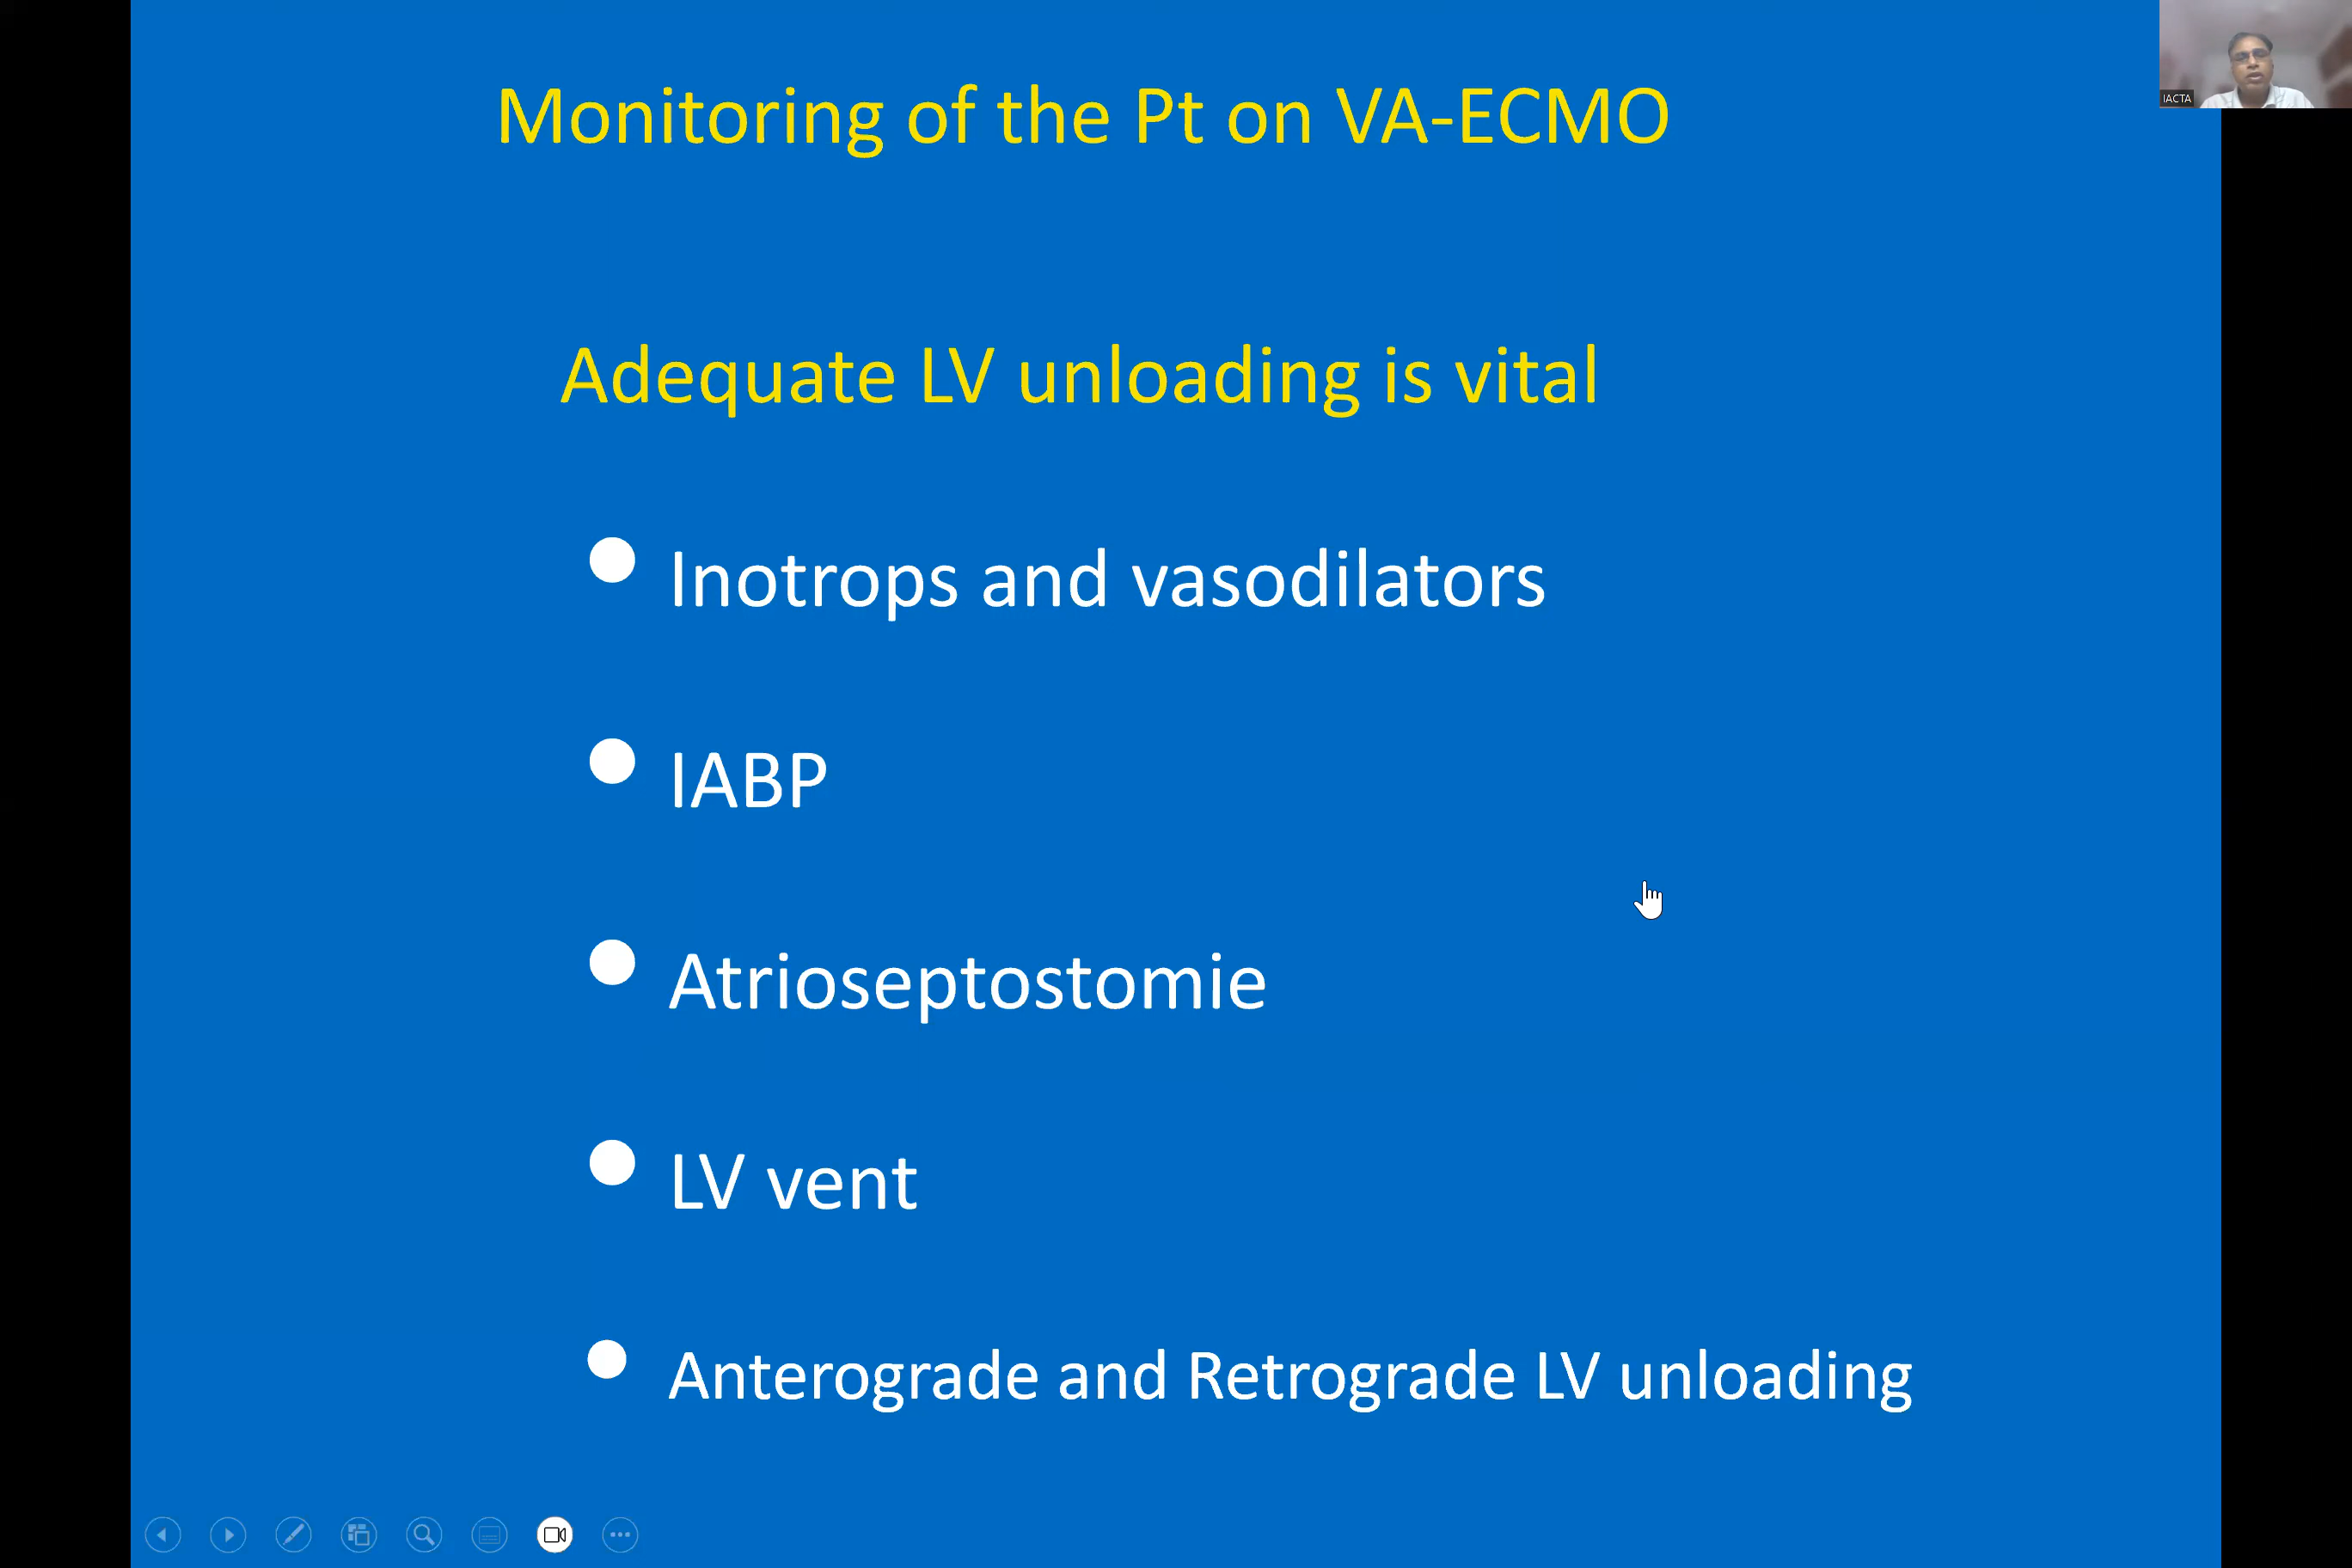 Monitoring of the Pt on VA-ECMO
IACTA
Adequate LV unloading is vital
Inotrops and vasodilators
IABP
Atrioseptostomie
LV vent
Anterograde and Retrograde LV unloading